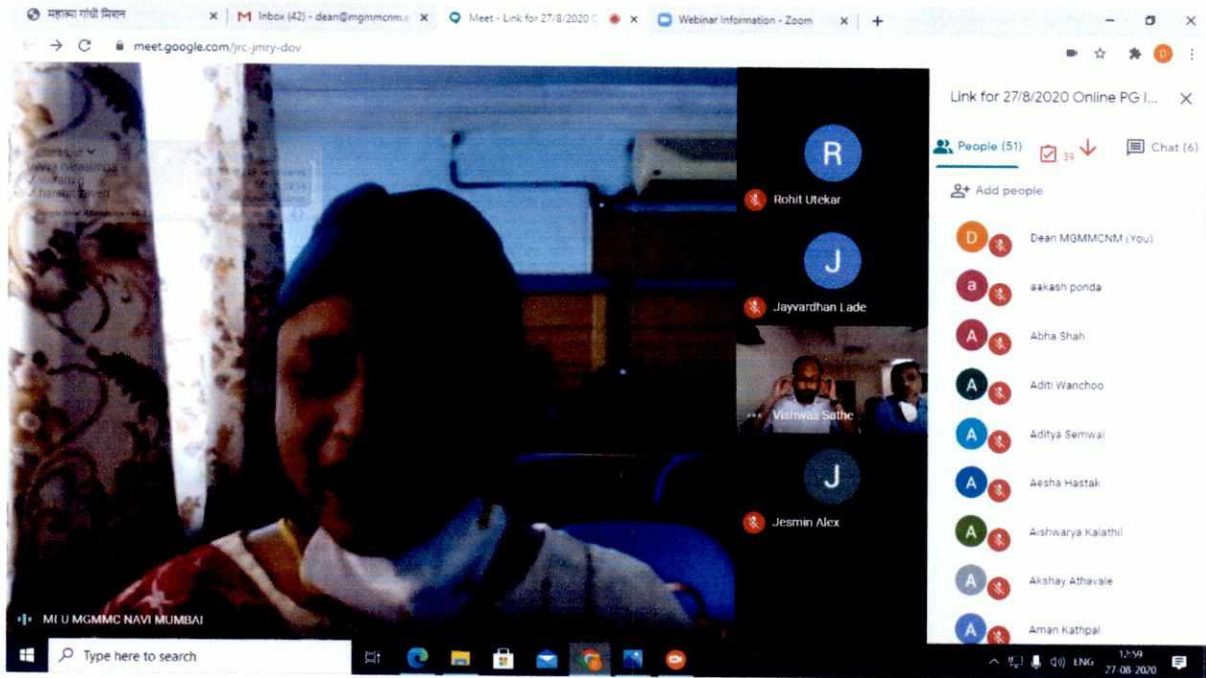 महात्मा गांधी मिशन
Inbox (42) - dean@mgmmcnm.c
Meet - Link for 27/8/2020 O
Webinar Information - Zoom
meet.google.com/jrc-jmry-dov
Link for 27/8/2020 Online PG I...
People (51)
39
Chat (6)
Add people
R
Rohit Utekar
J
Jayvardhan Lade
Vishwas Sathe
J
Jesmin Alex
D
Dean MGMMCNM (You)
a
aakash ponda
A
Abha Shah
A
Aditi Wanchoo
A
Aditya Semwal
A
Aesha Hastak
A
Aishwarya Kalathil
A
Akshay Athavale
A
Aman Kathpal
MEU MGMMC NAVI MUMBAI
Type here to search
ENG
12:59
27-08-2020